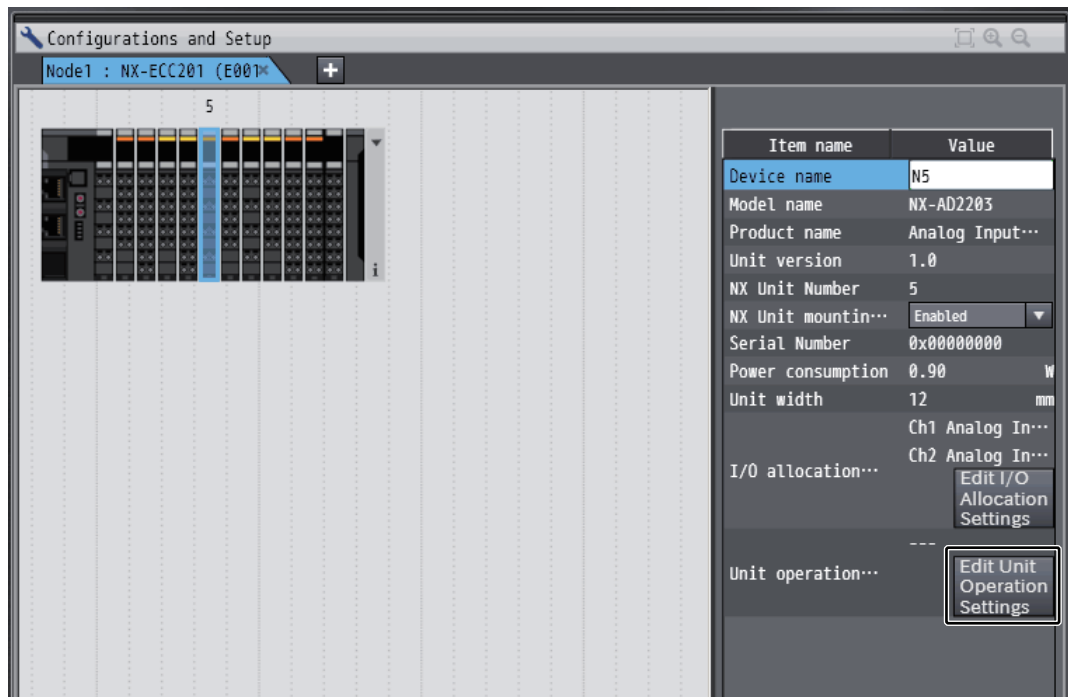 Configurations and Setup
Node1 : NX-ECC201 (E001
5
Item name Value
Device name N5
Model name NX-AD2203
Product name Analog Input…
Unit version 1.0
NX Unit Number 5
NX Unit mountin… Enabled
Serial Number 0x00000000
Power consumption 0.90 W
Unit width 12 mm
Ch1 Analog In…
Ch2 Analog In…
I/O allocation…
Edit I/O
Allocation
Settings
---
Unit operation…
Edit Unit
Operation
Settings